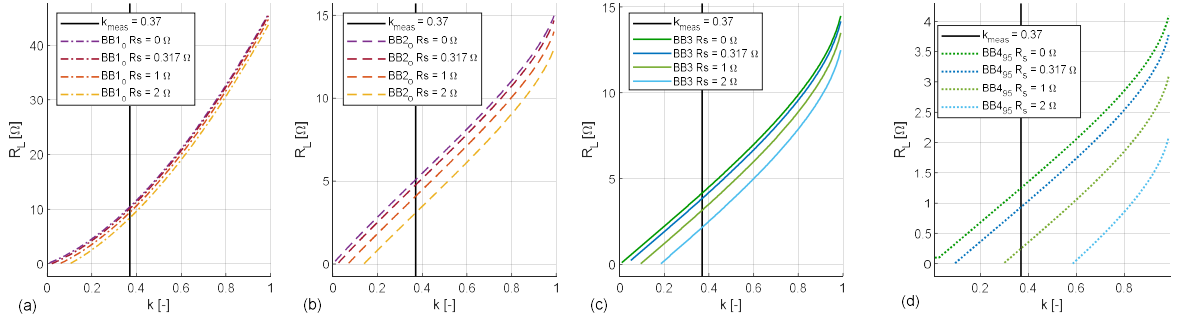 k_meas = 0.37
BB1_o Rs = 0 Ω
BB1_o Rs = 0.317 Ω
BB1_o Rs = 1 Ω
BB1_o Rs = 2 Ω
40
30
20
10
0
R_L [Ω]
0
0.2
0.4
0.6
0.8
1
k [-]
(a)
k_meas = 0.37
BB2_o Rs = 0 Ω
BB2_o Rs = 0.317 Ω
BB2_o Rs = 1 Ω
BB2_o Rs = 2 Ω
15
10
5
0
R_L [Ω]
0
0.2
0.4
0.6
0.8
1
k [-]
(b)
k_meas = 0.37
BB3 Rs = 0 Ω
BB3 Rs = 0.317 Ω
BB3 Rs = 1 Ω
BB3 Rs = 2 Ω
15
10
5
0
R_L [Ω]
0
0.2
0.4
0.6
0.8
1
k [-]
(c)
k_meas = 0.37
BB4_95 R_s = 0 Ω
BB4_95 R_s = 0.317 Ω
BB4_95 R_s = 1 Ω
BB4_95 R_s = 2 Ω
4
3.5
3
2.5
2
1.5
1
0.5
0
R_L [Ω]
0.2
0.4
0.6
0.8
k [-]
(d)